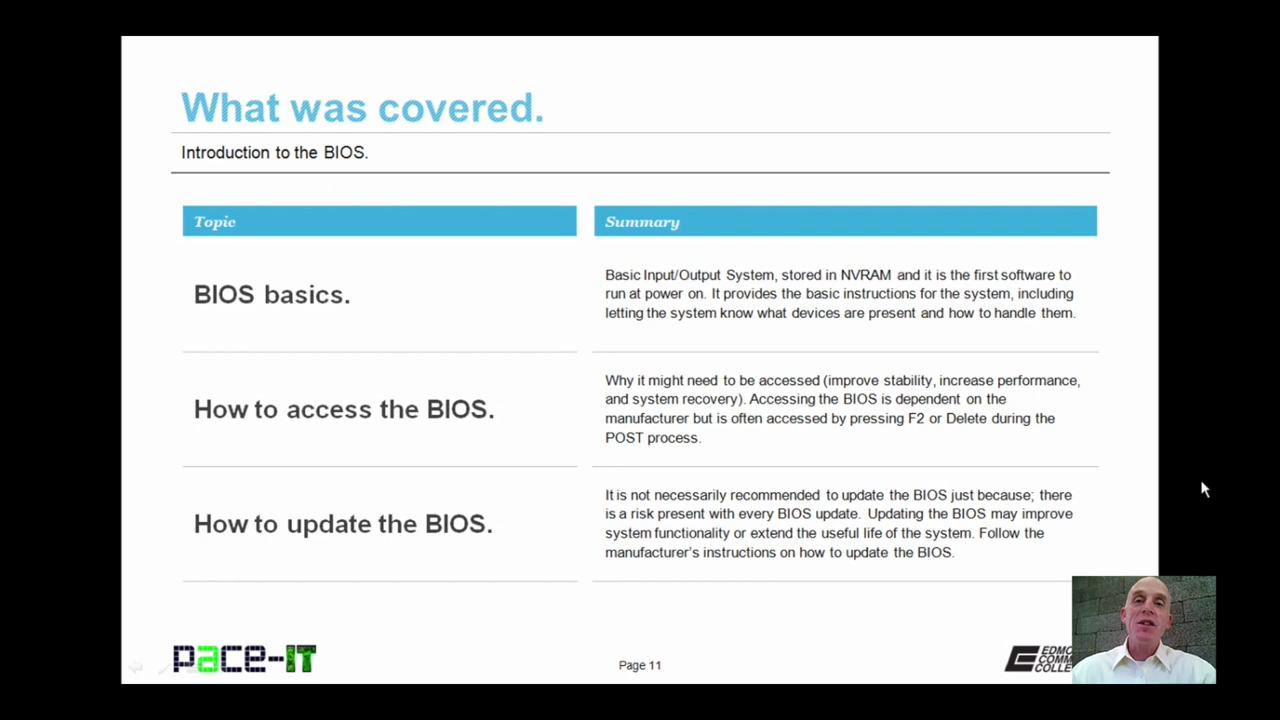 What was covered.
Introduction to the BIOS.
Topic
Summary
BIOS basics.
Basic Input/Output System, stored in NVRAM and it is the first software to
run at power on. It provides the basic instructions for the system, including
letting the system know what devices are present and how to handle them.
How to access the BIOS.
Why it might need to be accessed (improve stability, increase performance,
and system recovery). Accessing the BIOS is dependent on the
manufacturer but is often accessed by pressing F2 or Delete during the
POST process.
How to update the BIOS.
It is not necessarily recommended to update the BIOS just because; there
is a risk present with every BIOS update. Updating the BIOS may improve
system functionality or extend the useful life of the system. Follow the
manufacturer's instructions on how to update the BIOS.
pace-IT
Page 11